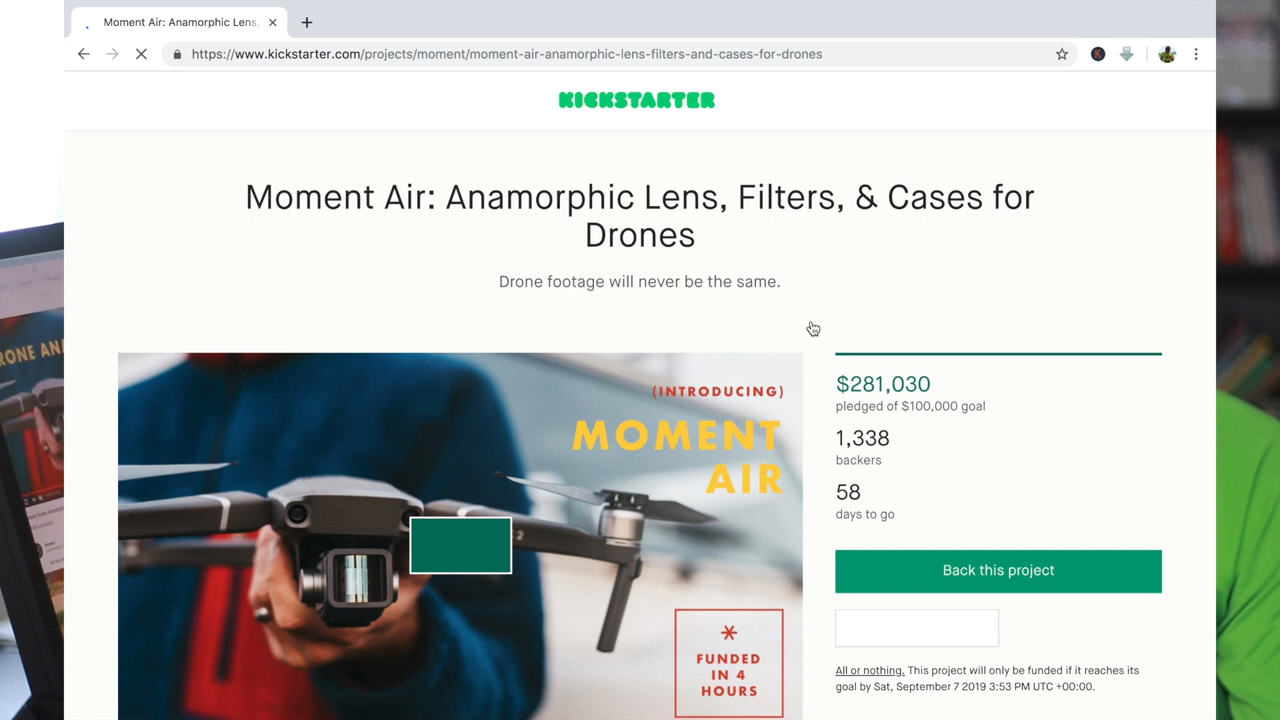 Moment Air: Anamorphic Lens,
https://www.kickstarter.com/projects/moment/moment-air-anamorphic-lens-filters-and-cases-for-drones
K
KICKSTARTER
Moment Air: Anamorphic Lens, Filters, & Cases for
Drones
Drone footage will never be the same.
(INTRODUCING)
MOMENT
AIR
2
*
FUNDED
IN 4
HOURS
$281,030
pledged of $100,000 goal
1,338
backers
58
days to go
Back this project
All or nothing. This project will only be funded if it reaches its
goal by Sat, September 7 2019 3:53 PM UTC +00:00.
DRONE AN